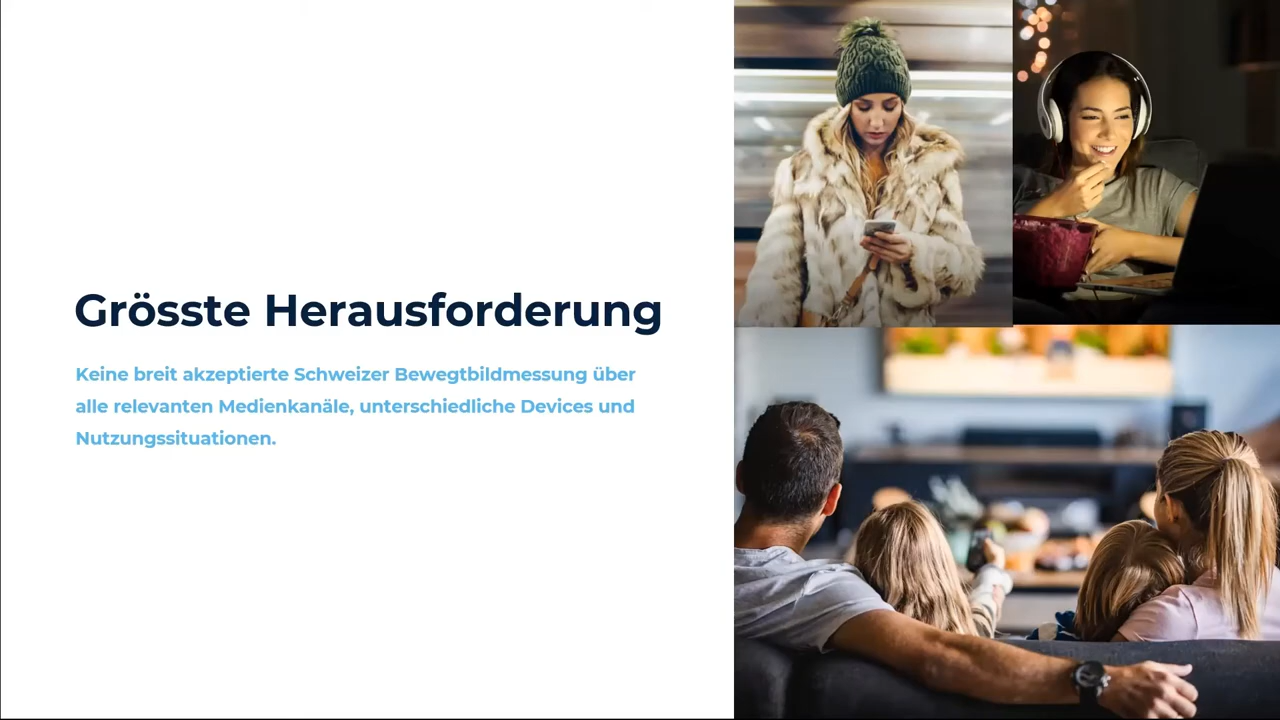 Grösste Herausforderung
Keine breit akzeptierte Schweizer Bewegtbildmessung über
alle relevanten Medienkanäle, unterschiedliche Devices und
Nutzungssituationen.